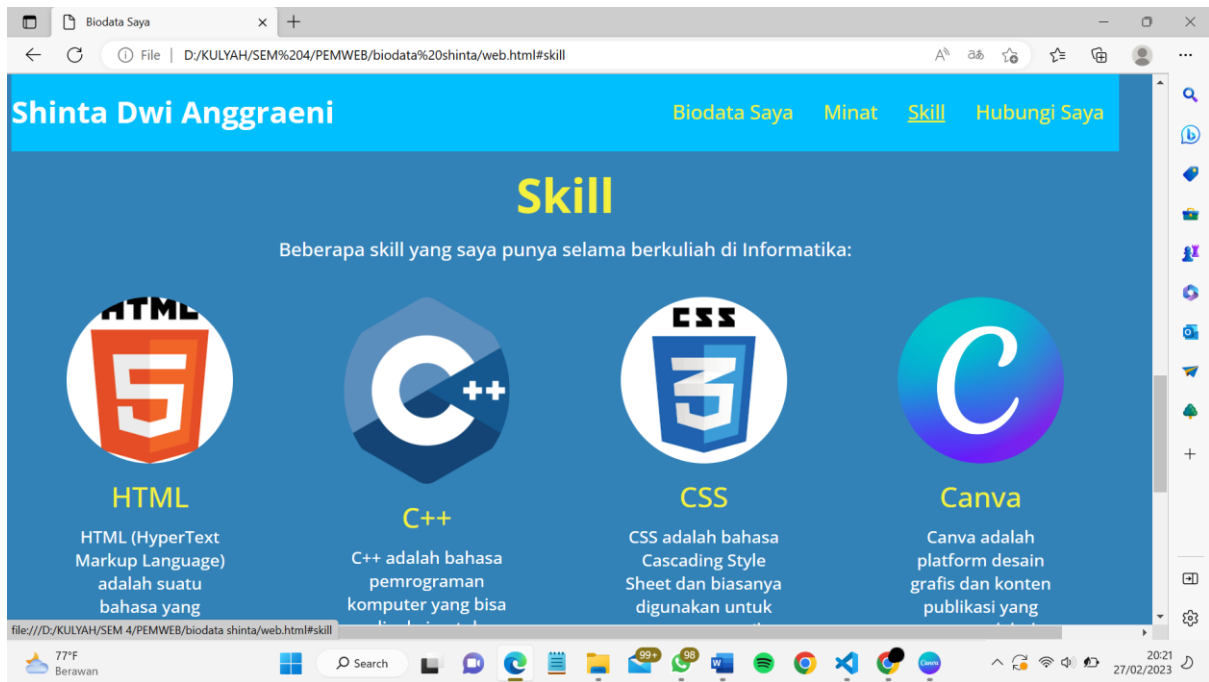 Biodata Saya
File | D:/KULYAH/SEM%204/PEMWEB/biodata%20shinta/web.html#skill
Shinta Dwi Anggraeni
Biodata Saya Minat Skill Hubungi Saya
Skill
Beberapa skill yang saya punya selama berkuliah di Informatika:
HTML
5
C++
CSS
3
C
HTML
HTML (HyperText
Markup Language)
adalah suatu
bahasa yang
C++
C++ adalah bahasa
pemrograman
komputer yang bisa
CSS
CSS adalah bahasa
Cascading Style
Sheet dan biasanya
digunakan untuk
Canva
Canva adalah
platform desain
grafis dan konten
publikasi yang
file:///D:/KULYAH/SEM 4/PEMWEB/biodata shinta/web.html#skill
77°F
Berawan
Search
99+
98
Canva
20:21
27/02/2023